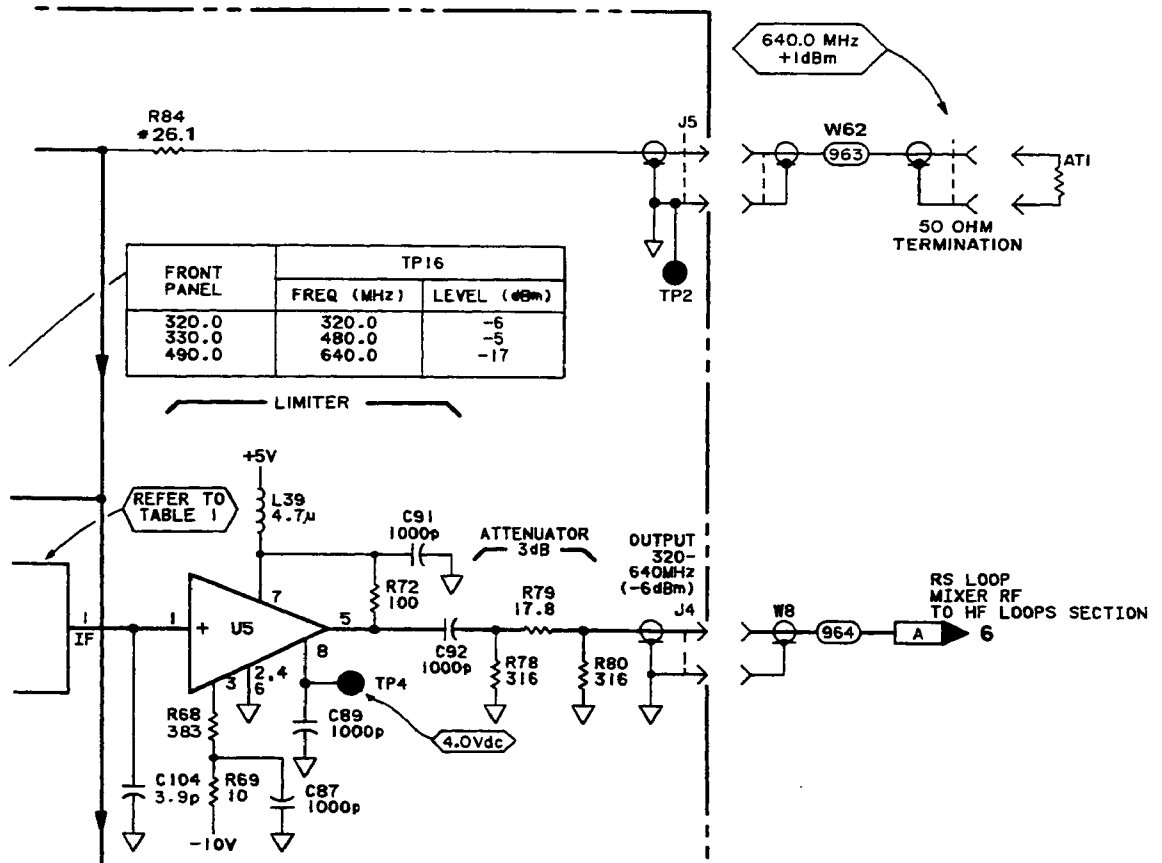 640.0 MHz
+1dBm
R84
*26.1
J5
W62
963
AT1
50 OHM
TERMINATION
TP2
FRONT
PANEL
TP16
FREQ (MHz)
LEVEL (dBm)
320.0 320.0 -6
330.0 480.0 -5
490.0 640.0 -17
LIMITER
+5V
REFER TO
TABLE 1
L39
4.7μ
C91
1000p
ATTENUATOR
3dB
OUTPUT
320-
640MHz
(-6dBm)
J4
R72
100
R79
17.8
RS LOOP
MIXER RF
TO HF LOOPS SECTION
W8
964
A
6
1
IF
1
+
U5
7
5
8
3
2,4
6
C92
1000p
R78
316
R80
316
TP4
4.0Vdc
R68
383
C89
1000p
C104
3.9p
R69
10
C87
1000p
-10V